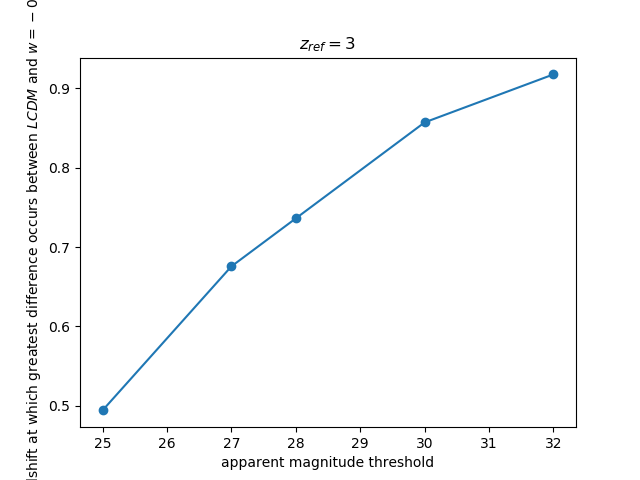 z_ref = 3
shift at which greatest difference occurs between LCDM and w = −0
0.9
0.8
0.7
0.6
0.5
25 26 27 28 29 30 31 32
apparent magnitude threshold